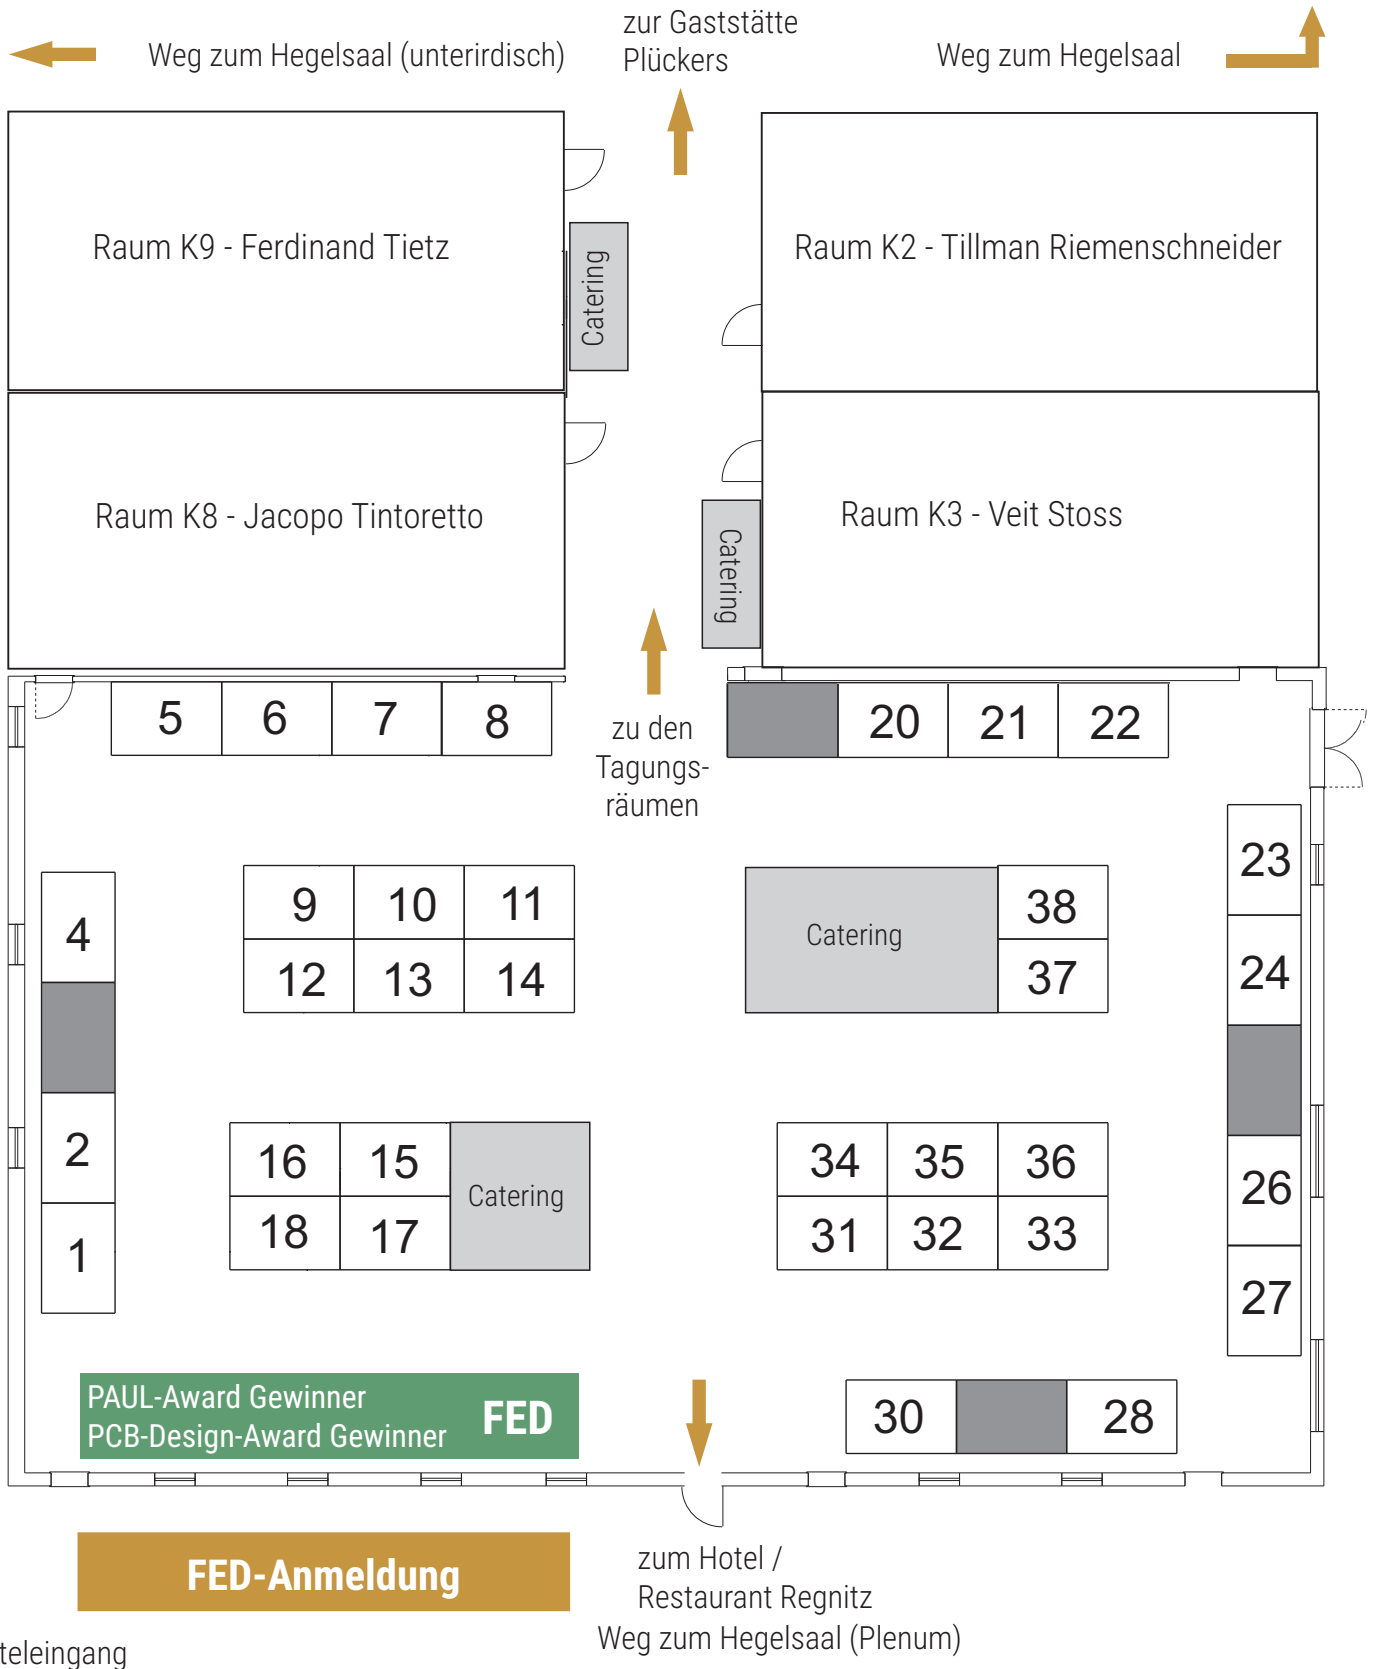 Weg zum Hegelsaal (unterirdisch)
zur Gaststätte
Plückers
Weg zum Hegelsaal
Raum K9 - Ferdinand Tietz
Catering
Raum K2 - Tillman Riemenschneider
Raum K8 - Jacopo Tintoretto
Catering
Raum K3 - Veit Stoss
5 6 7 8
zu den
Tagungs-
räumen
20 21 22
23
24
26
27
4
2
1
9 10 11
12 13 14
Catering
38
37
16 15
18 17
Catering
34 35 36
31 32 33
PAUL-Award Gewinner
PCB-Design-Award Gewinner
FED
30 28
FED-Anmeldung
zum Hotel /
Restaurant Regnitz
Weg zum Hegelsaal (Plenum)
teleingang